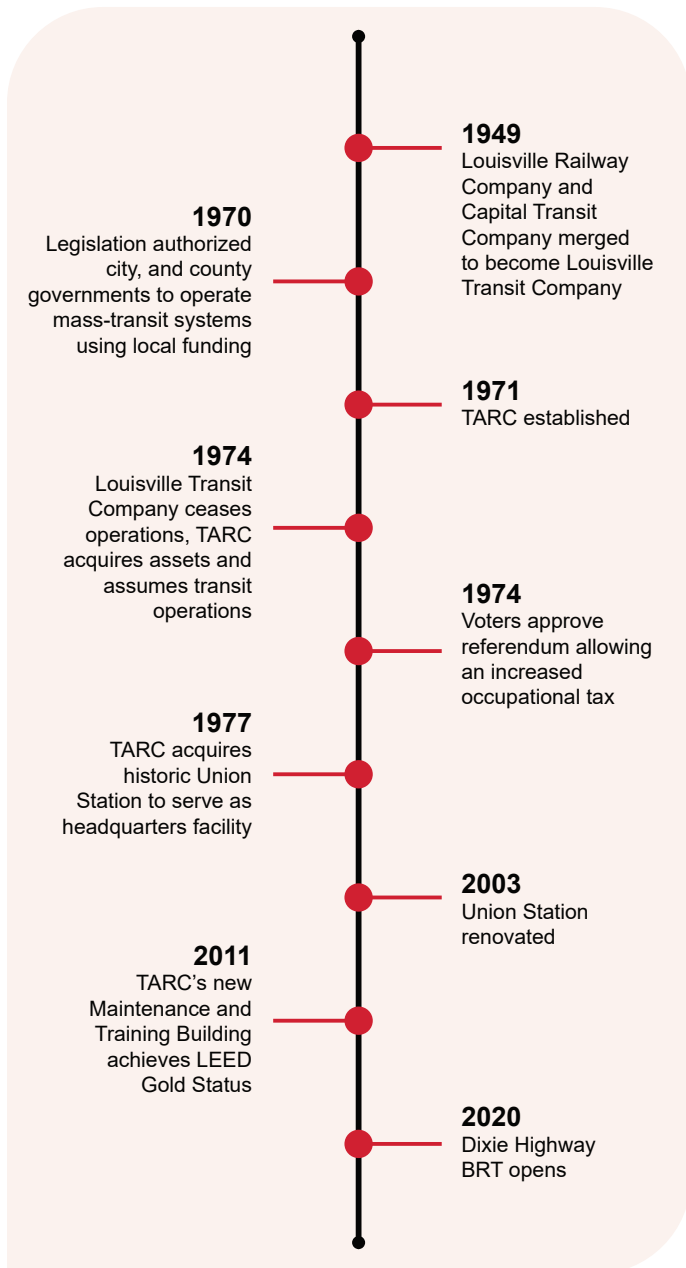 1949
Louisville Railway
Company and
Capital Transit
Company merged
to become Louisville
Transit Company
1970
Legislation authorized
city, and county
governments to operate
mass-transit systems
using local funding
1971
TARC established
1974
Louisville Transit
Company ceases
operations, TARC
acquires assets and
assumes transit
operations
1974
Voters approve
referendum allowing
an increased
occupational tax
1977
TARC acquires
historic Union
Station to serve as
headquarters facility
2003
Union Station
renovated
2011
TARC’s new
Maintenance and
Training Building
achieves LEED
Gold Status
2020
Dixie Highway
BRT opens